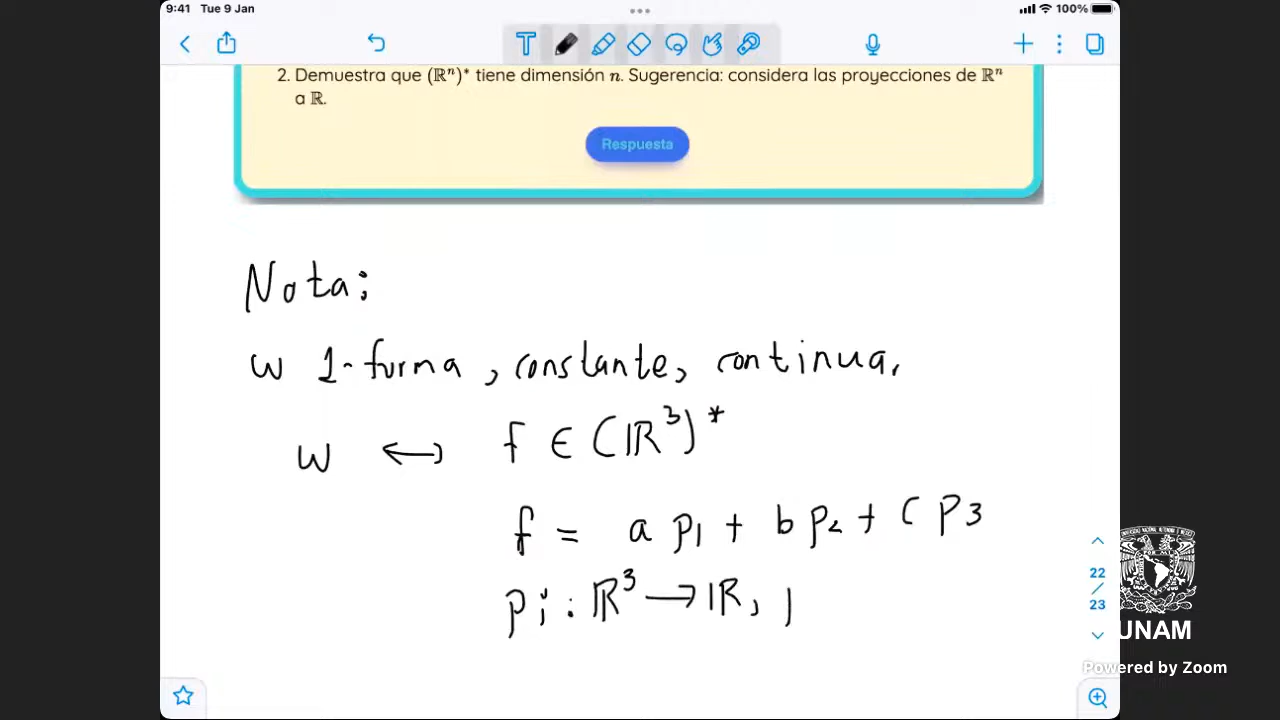 9:41 Tue 9 Jan
100%
2. Demuestra que (ℝⁿ)* tiene dimensión n. Sugerencia: considera las proyecciones de ℝⁿ
a ℝ.
Respuesta
Nota:
w 1-forma, constante, continua.
w ↔ f ∈ (ℝ³)*
f = a p₁ + b p₂ + c p₃
pᵢ : ℝ³ → ℝ,
22
/
23
UNAM
Powered by Zoom